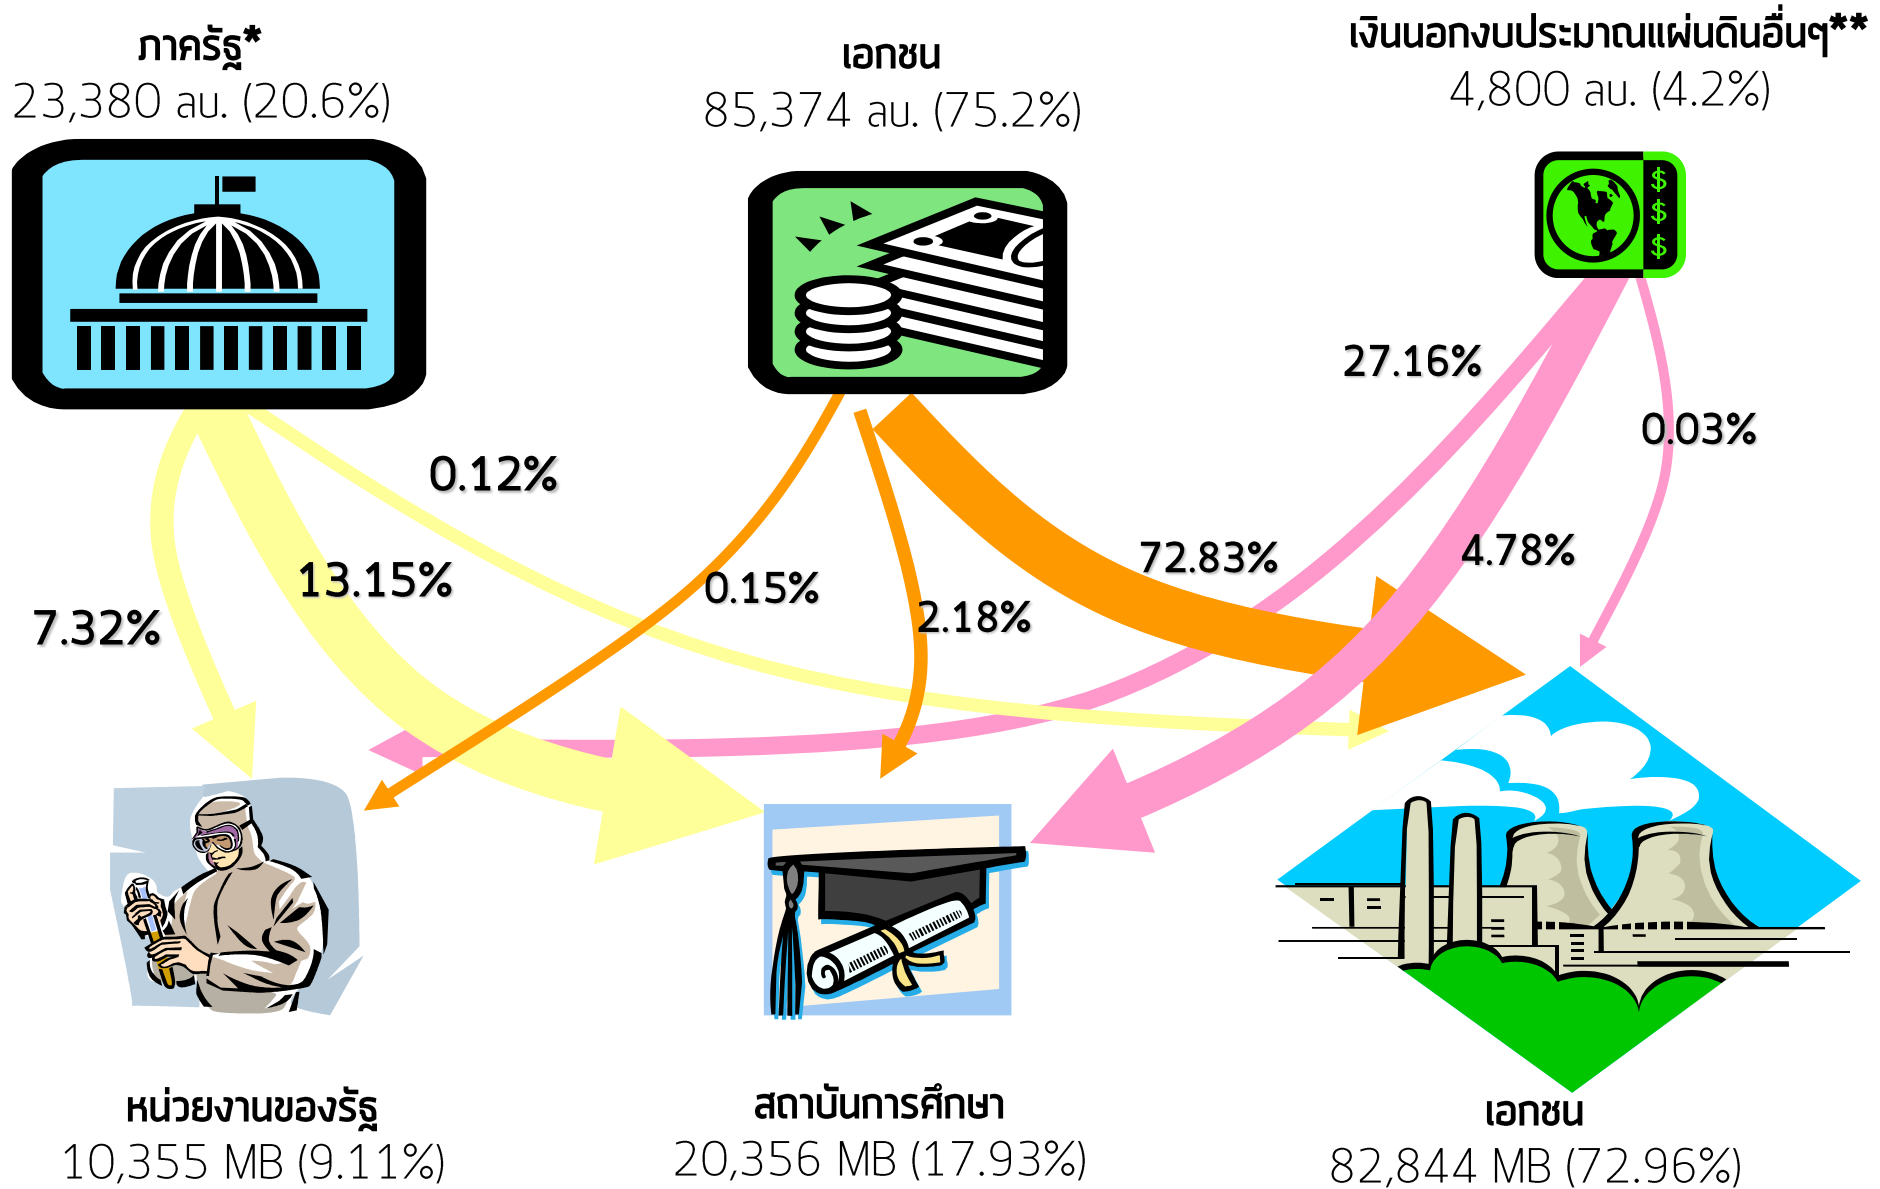 ภาครัฐ*
23,380 ลบ. (20.6%)
เอกชน
85,374 ลบ. (75.2%)
เงินนอกงบประมาณแผ่นดินอื่นๆ**
4,800 ลบ. (4.2%)
$
$
$
27.16%
0.03%
0.12%
72.83%
4.78%
13.15%
0.15%
2.18%
7.32%
หน่วยงานของรัฐ
10,355 MB (9.11%)
สถาบันการศึกษา
20,356 MB (17.93%)
เอกชน
82,844 MB (72.96%)